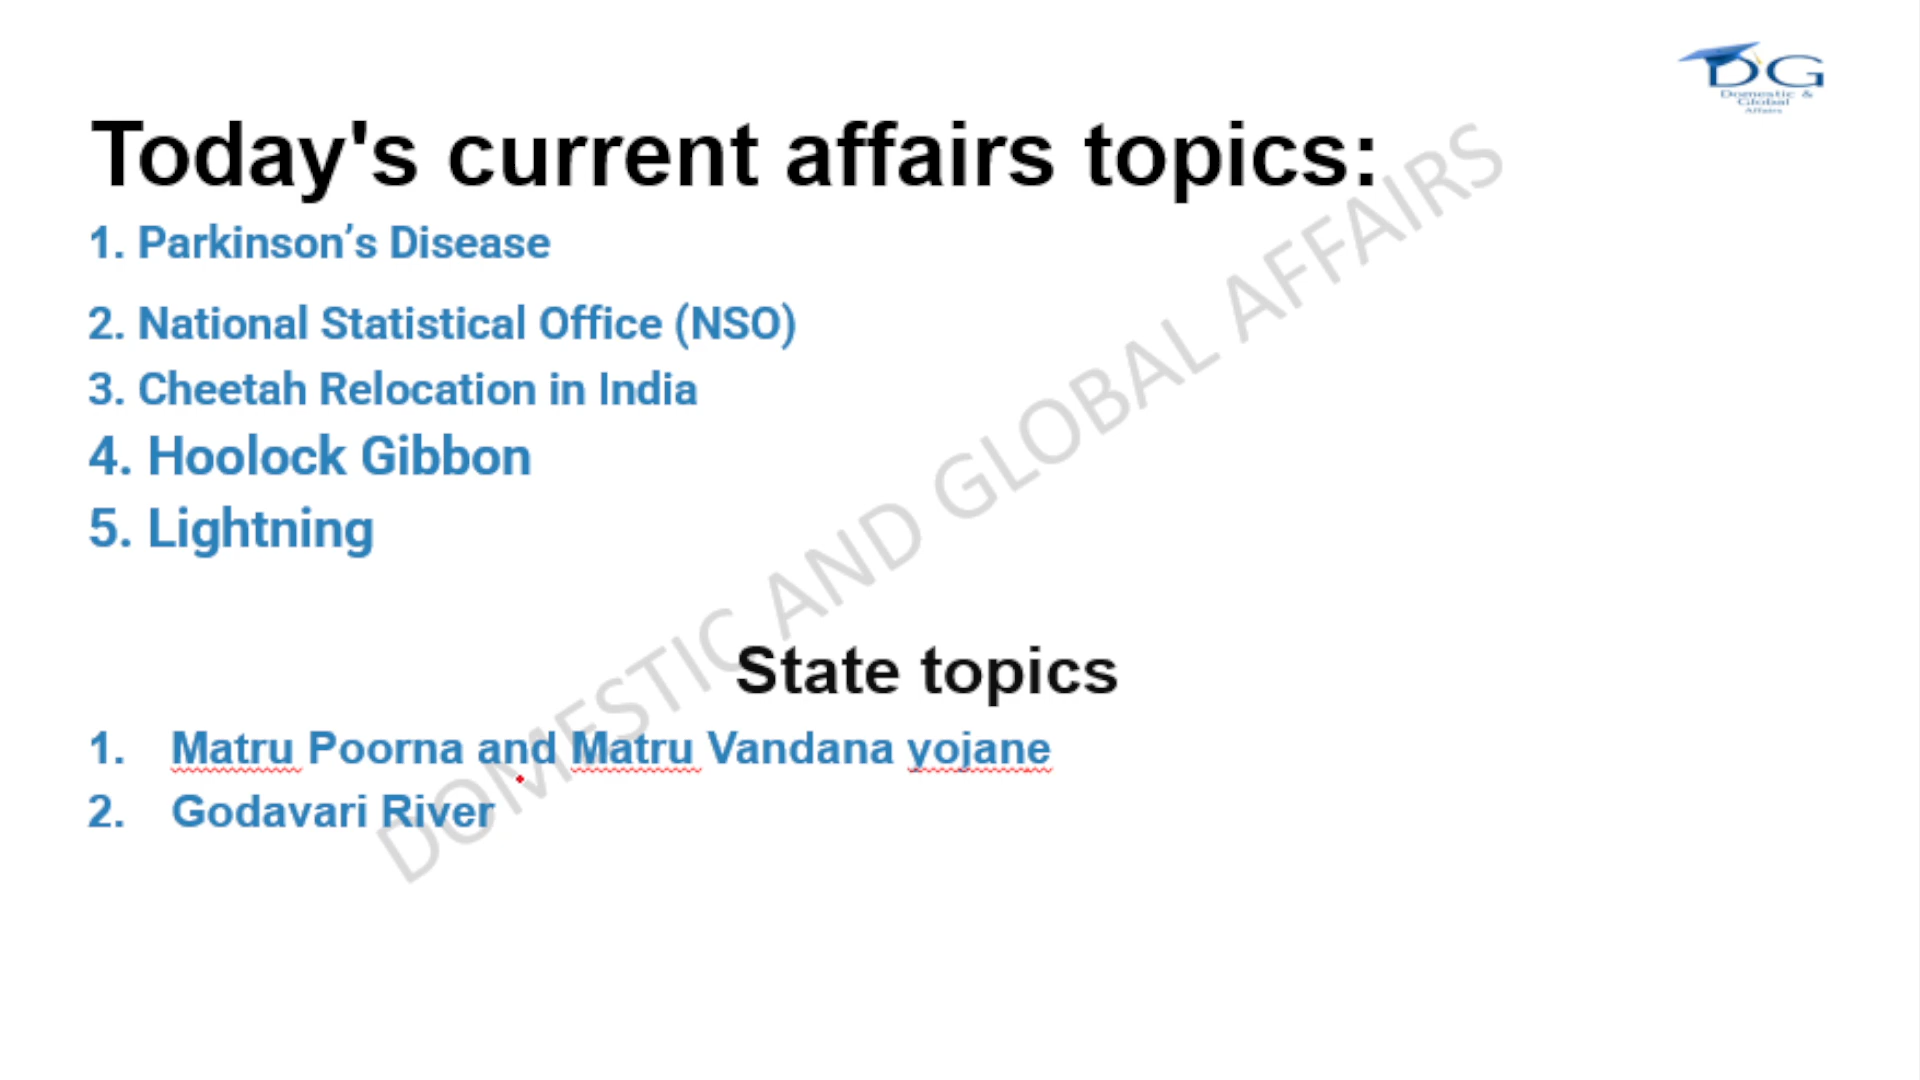 DG
Domestic &
Global
Affairs
Today's current affairs topics:
1. Parkinson’s Disease
2. National Statistical Office (NSO)
3. Cheetah Relocation in India
4. Hoolock Gibbon
5. Lightning
State topics
1. Matru Poorna and Matru Vandana yojane
2. Godavari River
DOMESTIC AND GLOBAL AFFAIRS